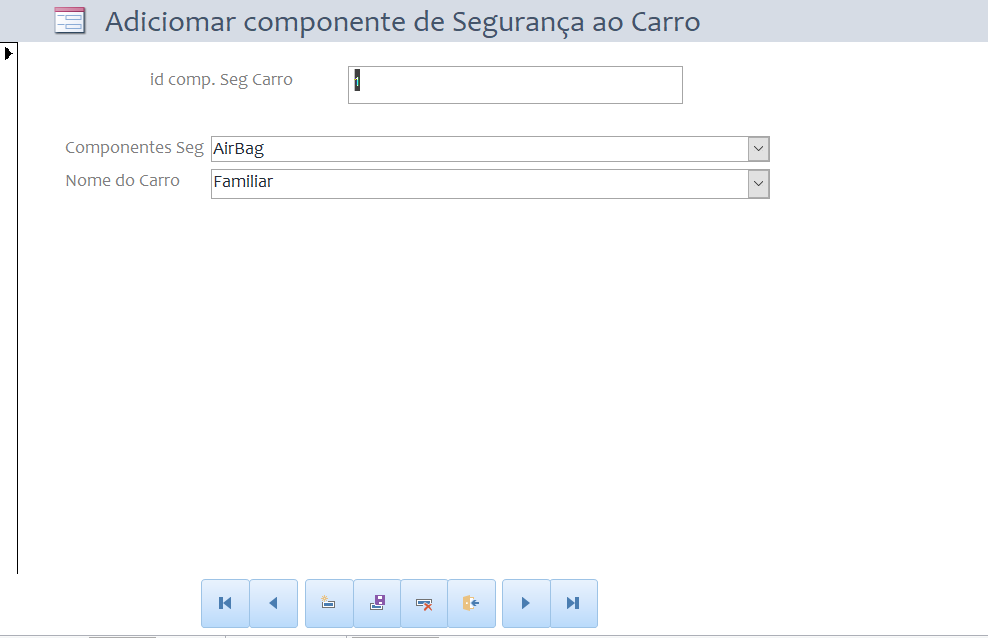 Adiciomar componente de Segurança ao Carro
id comp. Seg Carro 1
Componentes Seg AirBag
Nome do Carro Familiar